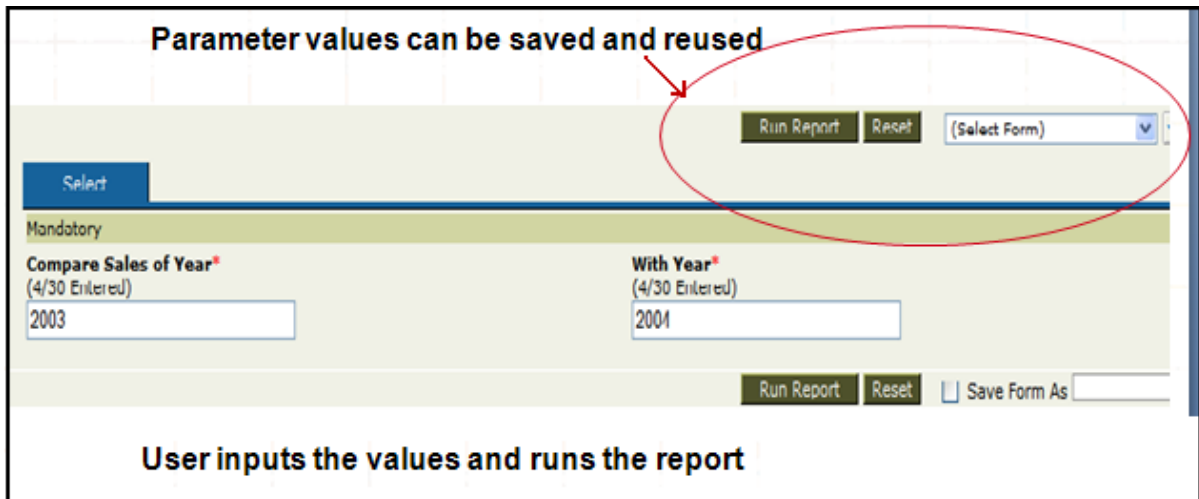 Parameter values can be saved and reused
Run Report Reset (Select Form)
Select
Mandatory
Compare Sales of Year* With Year*
(4/30 Entered) (4/30 Entered)
2003 2004
Run Report Reset Save Form As
User inputs the values and runs the report